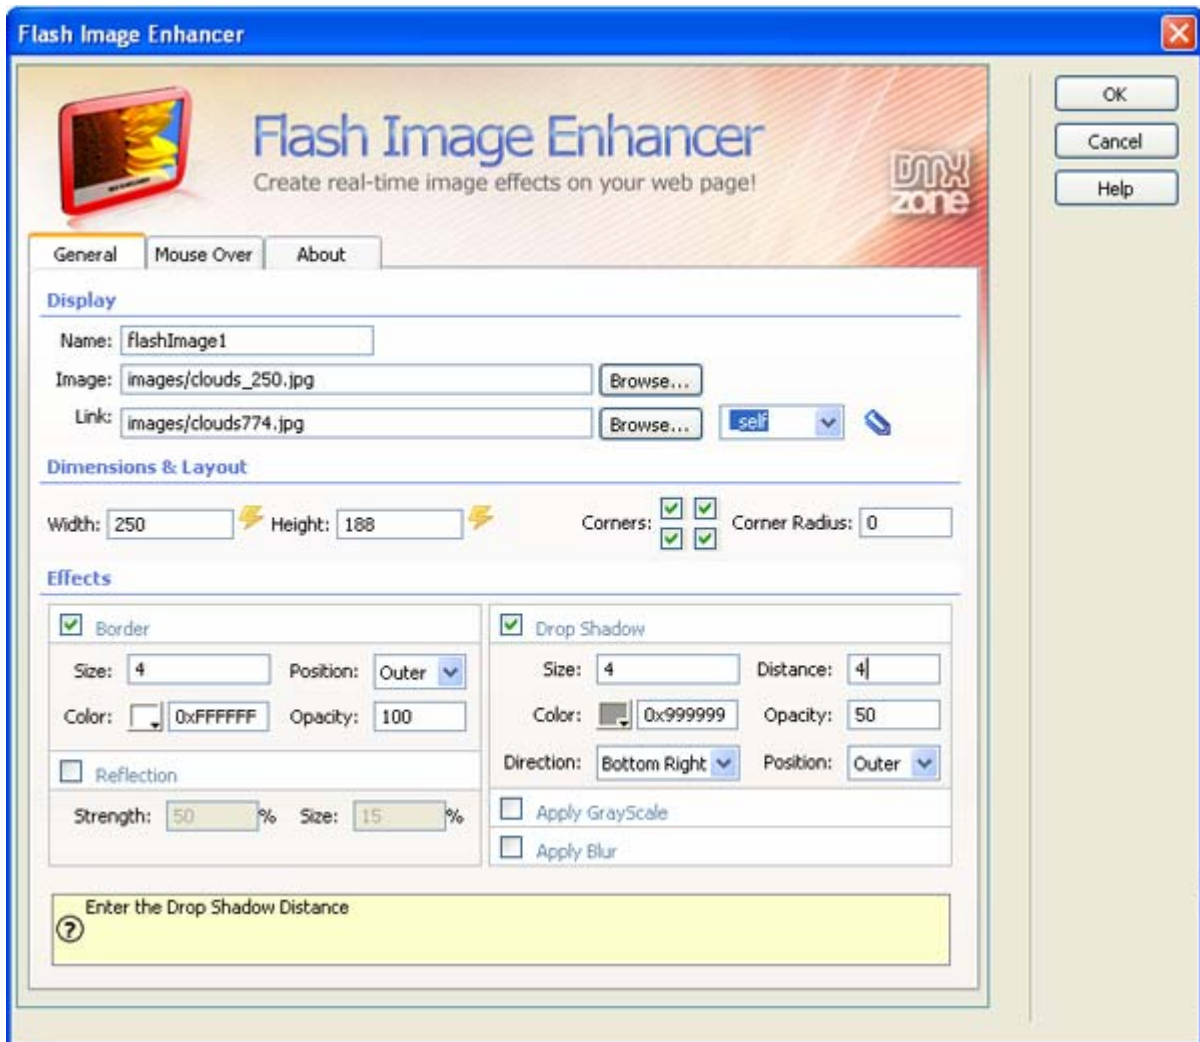 Flash Image Enhancer
Flash Image Enhancer
Create real-time image effects on your web page!
DMX
zone
OK
Cancel
Help
General Mouse Over About
Display
Name: flashImage1
Image: images/clouds_250.jpg Browse...
Link: images/clouds774.jpg Browse... _self
Dimensions & Layout
Width: 250 Height: 188 Corners: Corner Radius: 0
Effects
Border
Size: 4 Position: Outer
Color: 0xFFFFFF Opacity: 100
Reflection
Strength: 50 % Size: 15 %
Drop Shadow
Size: 4 Distance: 4
Color: 0x999999 Opacity: 50
Direction: Bottom Right Position: Outer
Apply GrayScale
Apply Blur
Enter the Drop Shadow Distance
?